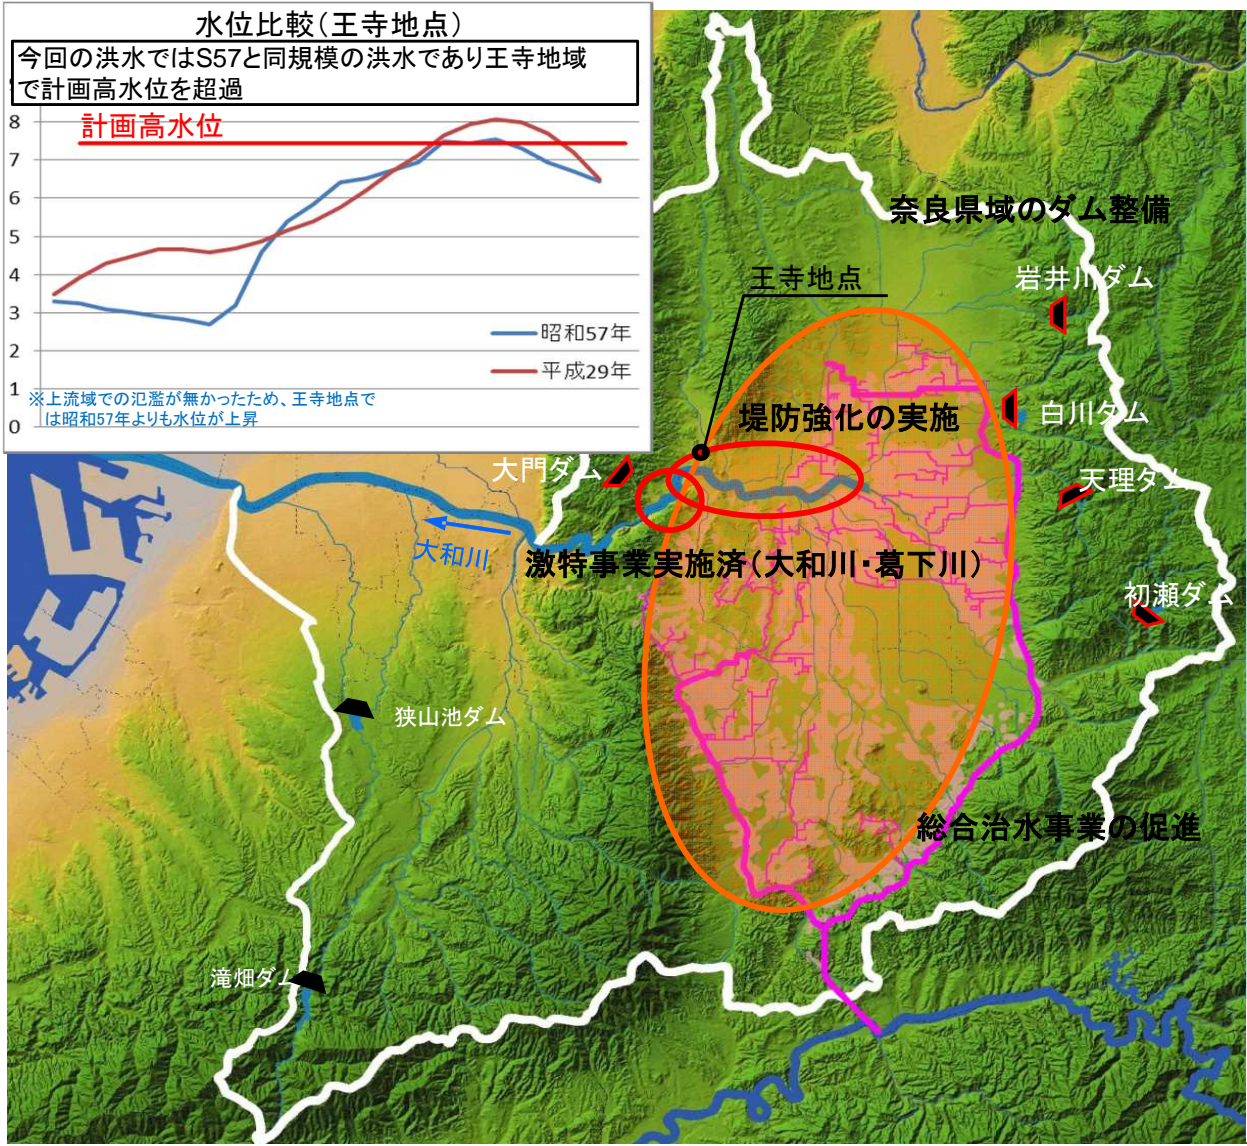 水位比較(王寺地点)
今回の洪水ではS57と同規模の洪水であり王寺地域
で計画高水位を超過
8
計画高水位
7
6
5
4
3
昭和57年
2
平成29年
1
※上流域での氾濫が無かったため、王寺地点で
は昭和57年よりも水位が上昇
0
奈良県域のダム整備
王寺地点
岩井川ダム
白川ダム
堤防強化の実施
大門ダム
天理ダム
大和川
激特事業実施済(大和川・葛下川)
初瀬ダム
狭山池ダム
総合治水事業の促進
滝畑ダム